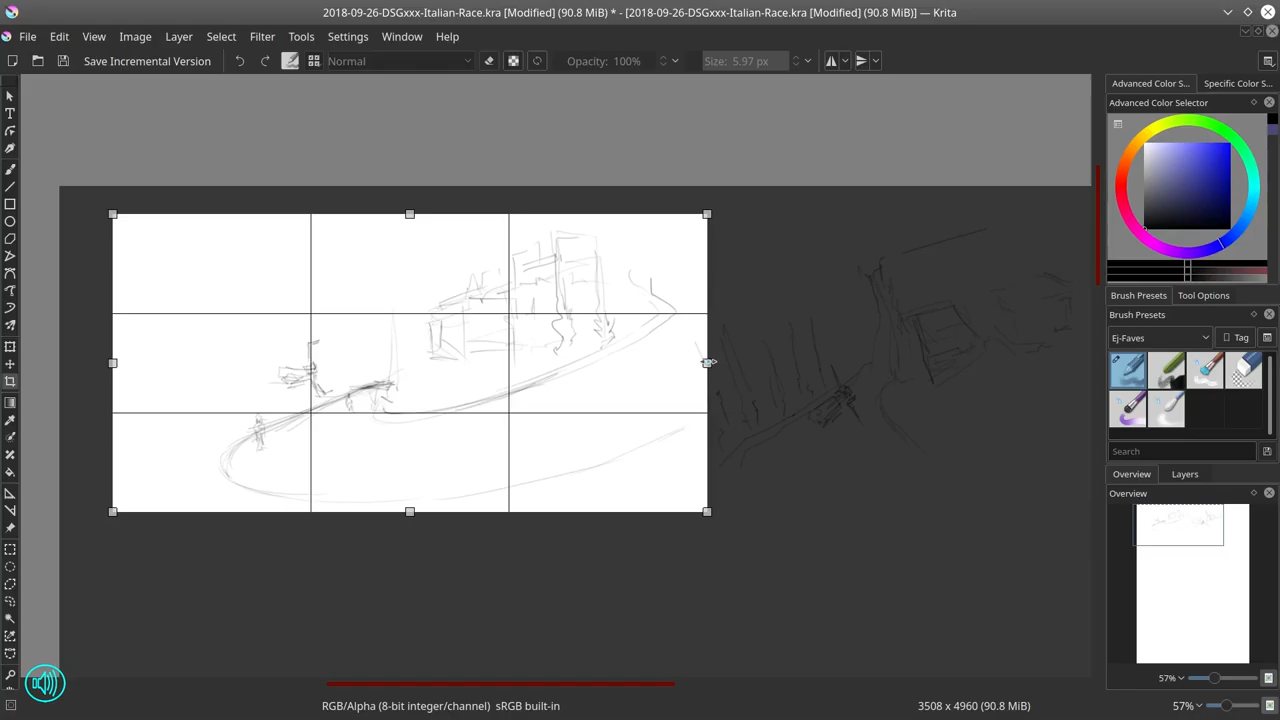 2018-09-26-DSGxxx-Italian-Race.kra [Modified] (90.8 MiB) * - [2018-09-26-DSGxxx-Italian-Race.kra [Modified] (90.8 MiB)] — Krita
File Edit View Image Layer Select Filter Tools Settings Window Help
Save Incremental Version Normal Opacity: 100% Size: 5.97 px
Advanced Color S... Specific Color S...
Advanced Color Selector
Brush Presets Tool Options
Brush Presets
Ej-Faves Tag
Search
Overview Layers
Overview
57%
RGB/Alpha (8-bit integer/channel) sRGB built-in 3508 x 4960 (90.8 MiB) 57%